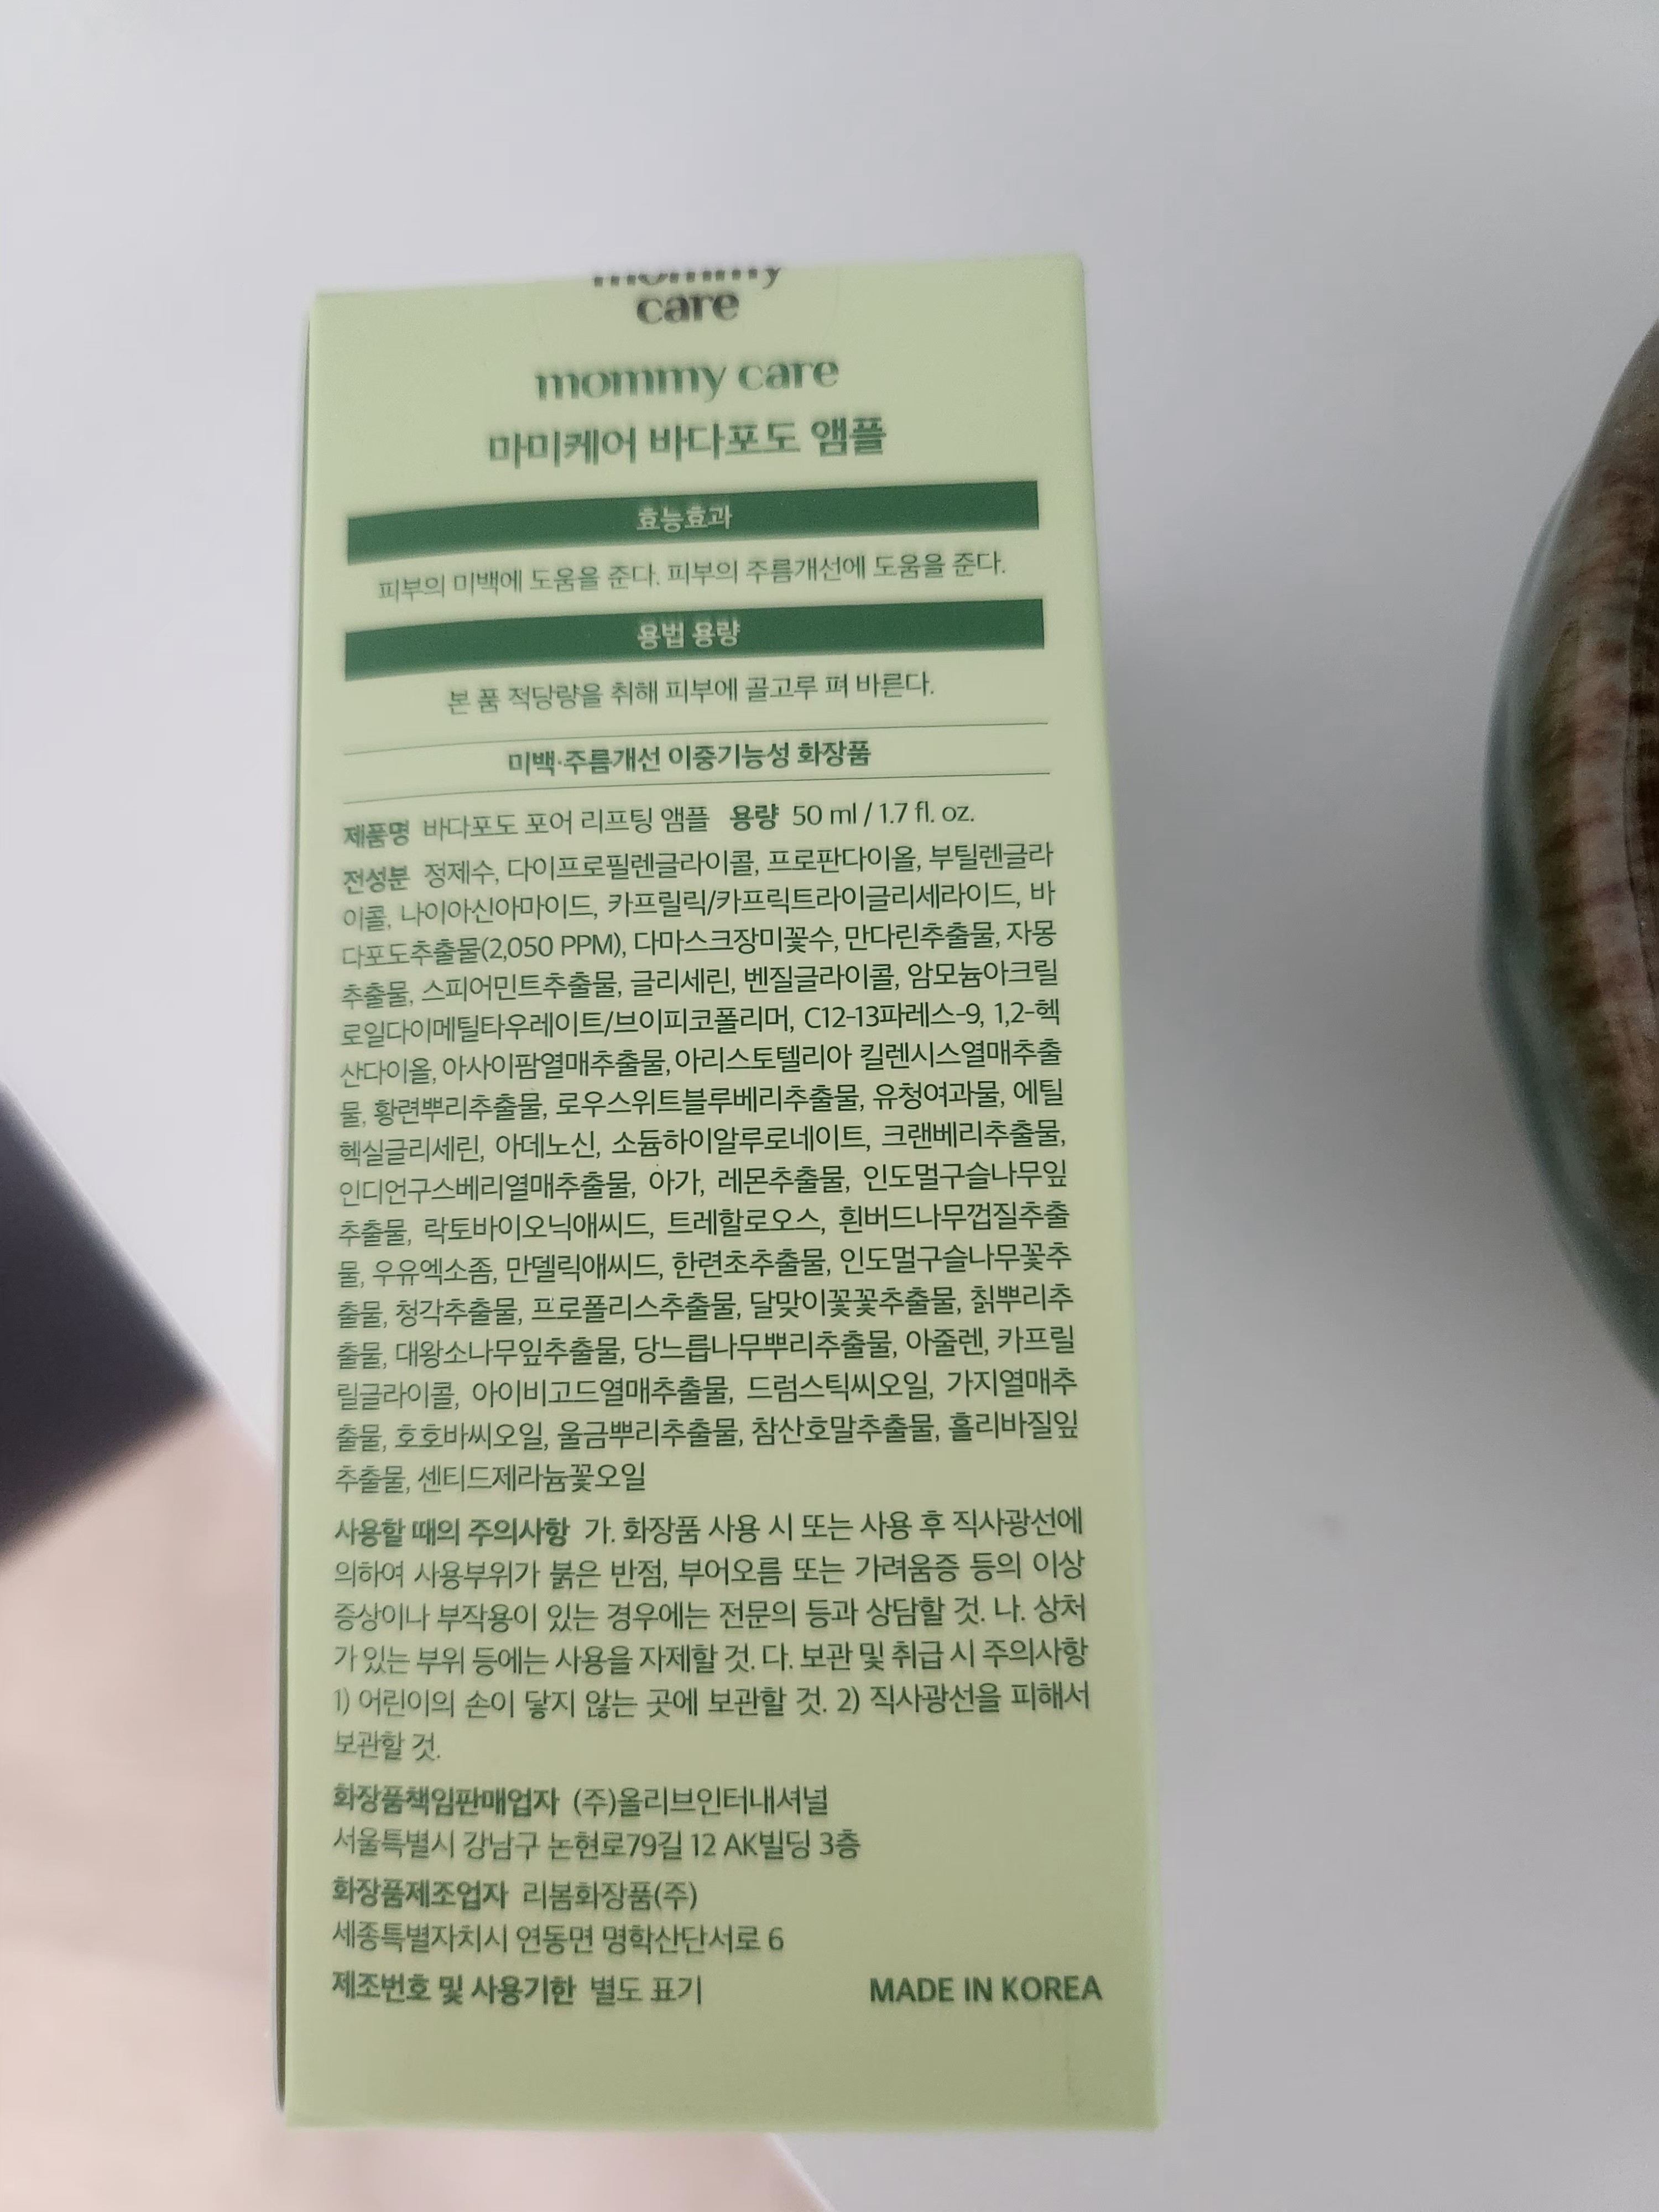 mommy
care
mommy care
마미케어 바다포도 앰플
효능효과
피부의 미백에 도움을 준다. 피부의 주름개선에 도움을 준다.
용법 용량
본 품 적당량을 취해 피부에 골고루 펴 바른다.
미백·주름개선 이중기능성 화장품
제품명 바다포도 포어 리프팅 앰플 용량 50 ml / 1.7 fl. oz.
전성분 정제수, 다이프로필렌글라이콜, 프로판다이올, 부틸렌글라
이콜, 나이아신아마이드, 카프릴릭/카프릭트라이글리세라이드, 바
다포도추출물(2,050 PPM), 다마스크장미꽃수, 만다린추출물, 자몽
추출물, 스피어민트추출물, 글리세린, 벤질글라이콜, 암모늄아크릴
로일다이메틸타우레이트/브이피코폴리머, C12-13파레스-9, 1,2-헥
산다이올, 아사이팜열매추출물, 아리스토텔리아 킬렌시스열매추출
물, 황련뿌리추출물, 로우스위트블루베리추출물, 유청여과물, 에틸
헥실글리세린, 아데노신, 소듐하이알루로네이트, 크랜베리추출물,
인디언구스베리열매추출물, 아가, 레몬추출물, 인도멀구슬나무잎
추출물, 락토바이오닉애씨드, 트레할로오스, 흰버드나무껍질추출
물, 우유엑소좀, 만델릭애씨드, 한련초추출물, 인도멀구슬나무꽃추
출물, 청각추출물, 프로폴리스추출물, 달맞이꽃꽃추출물, 칡뿌리추
출물, 대왕소나무잎추출물, 당느릅나무뿌리추출물, 아줄렌, 카프릴
릴글라이콜, 아이비고드열매추출물, 드럼스틱씨오일, 가지열매추
출물, 호호바씨오일, 울금뿌리추출물, 참산호말추출물, 홀리바질잎
추출물, 센티드제라늄꽃오일
사용할 때의 주의사항 가. 화장품 사용 시 또는 사용 후 직사광선에
의하여 사용부위가 붉은 반점, 부어오름 또는 가려움증 등의 이상
증상이나 부작용이 있는 경우에는 전문의 등과 상담할 것. 나. 상처
가 있는 부위 등에는 사용을 자제할 것. 다. 보관 및 취급 시 주의사항
1) 어린이의 손이 닿지 않는 곳에 보관할 것. 2) 직사광선을 피해서
보관할 것.
화장품책임판매업자 (주)올리브인터내셔널
서울특별시 강남구 논현로79길 12 AK빌딩 3층
화장품제조업자 리봄화장품(주)
세종특별자치시 연동면 명학산단서로 6
제조번호 및 사용기한 별도 표기 MADE IN KOREA